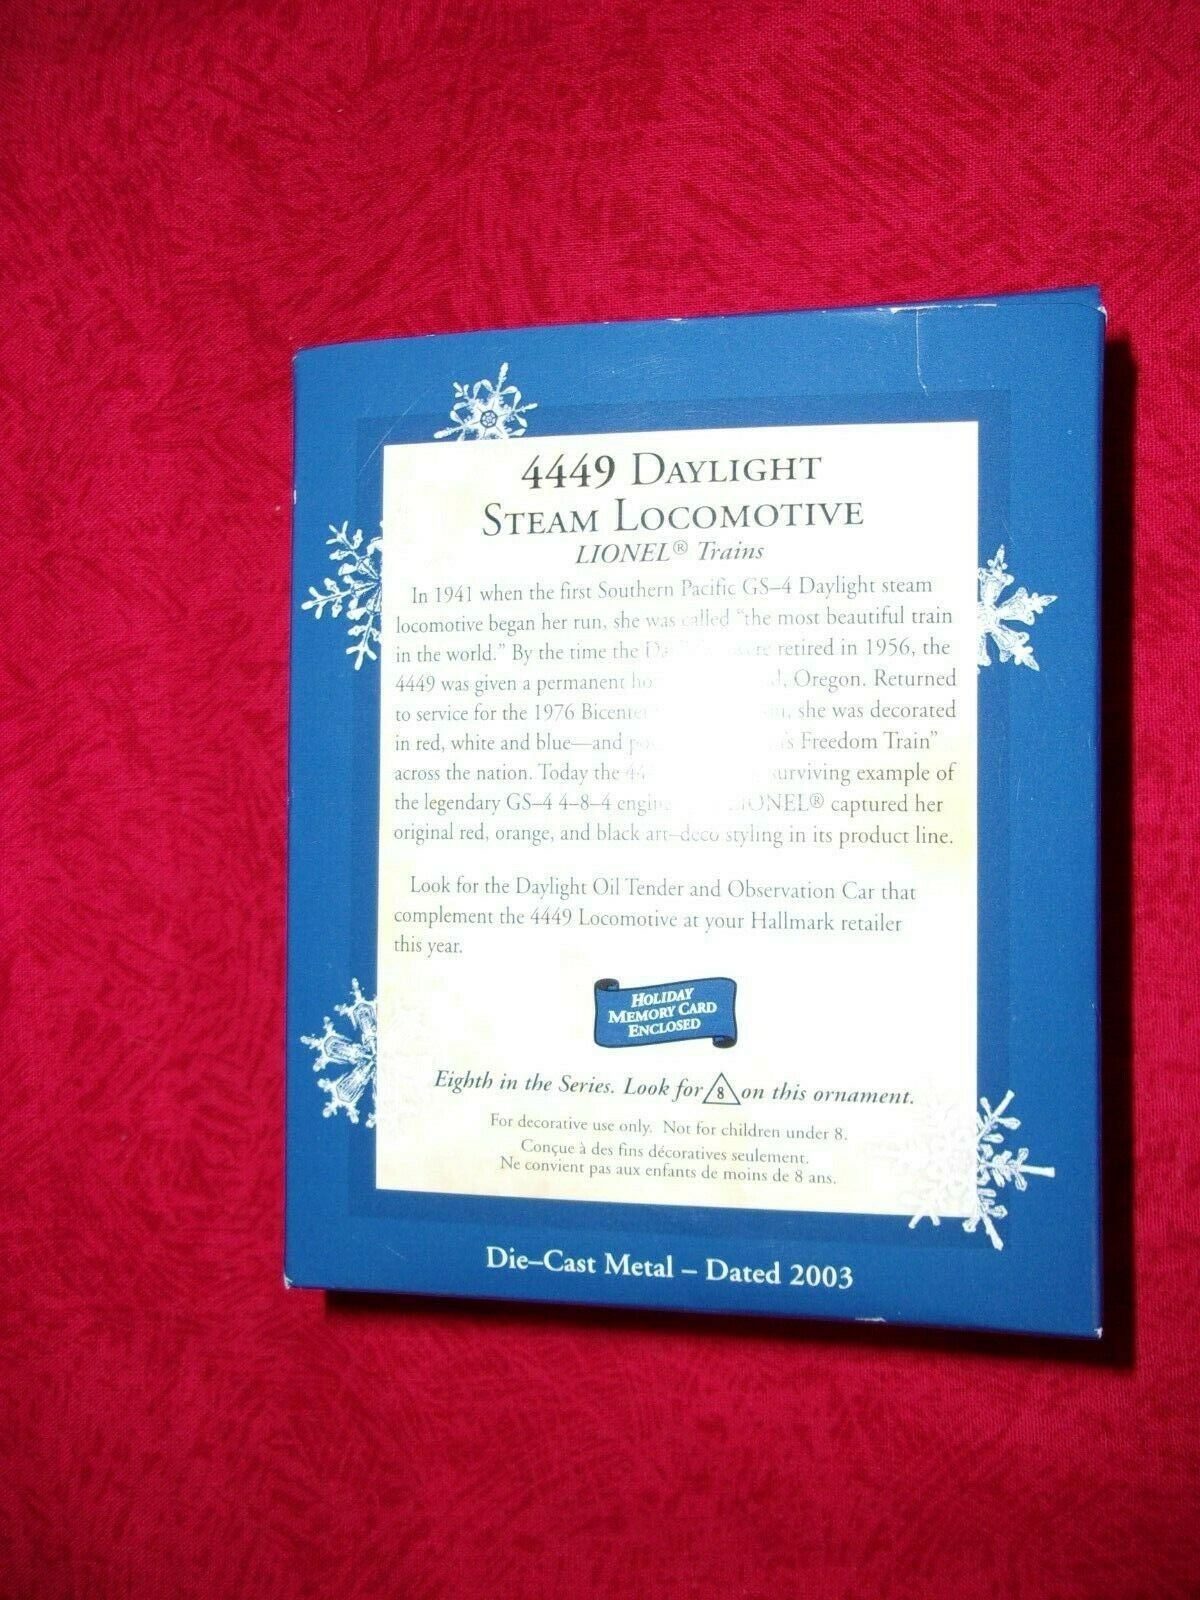 4449 DAYLIGHT
STEAM LOCOMOTIVE
LIONEL® Trains
In 1941 when the first Southern Pacific GS–4 Daylight steam
locomotive began her run, she was called "the most beautiful train
in the world." By the time the were retired in 1956, the
4449 was given a permanent Oregon. Returned
to service for the 1976 she was decorated
in red, white and blue—and Freedom Train"
across the nation. Today the surviving example of
the legendary GS–4 4–8–4 LIONEL® captured her
original red, orange, and black art–deco styling in its product line.
Look for the Daylight Oil Tender and Observation Car that
complement the 4449 Locomotive at your Hallmark retailer
this year.
HOLIDAY
MEMORY CARD
ENCLOSED
Eighth in the Series. Look for 8 on this ornament.
For decorative use only. Not for children under 8.
Conçue à des fins décoratives seulement.
Ne convient pas aux enfants de moins de 8 ans.
Die–Cast Metal – Dated 2003